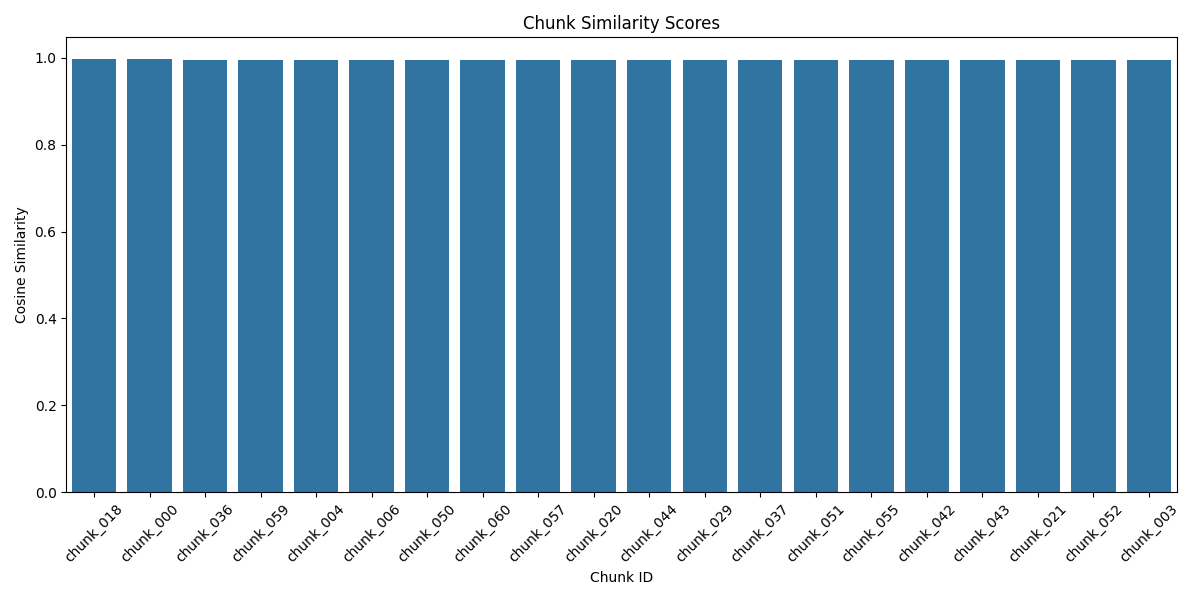 Chunk Similarity Scores
Cosine Similarity
1.0
0.8
0.6
0.4
0.2
0.0
chunk_018
chunk_000
chunk_036
chunk_059
chunk_004
chunk_006
chunk_050
chunk_060
chunk_057
chunk_020
chunk_044
chunk_029
chunk_037
chunk_051
chunk_055
chunk_042
chunk_043
chunk_021
chunk_052
chunk_003
Chunk ID